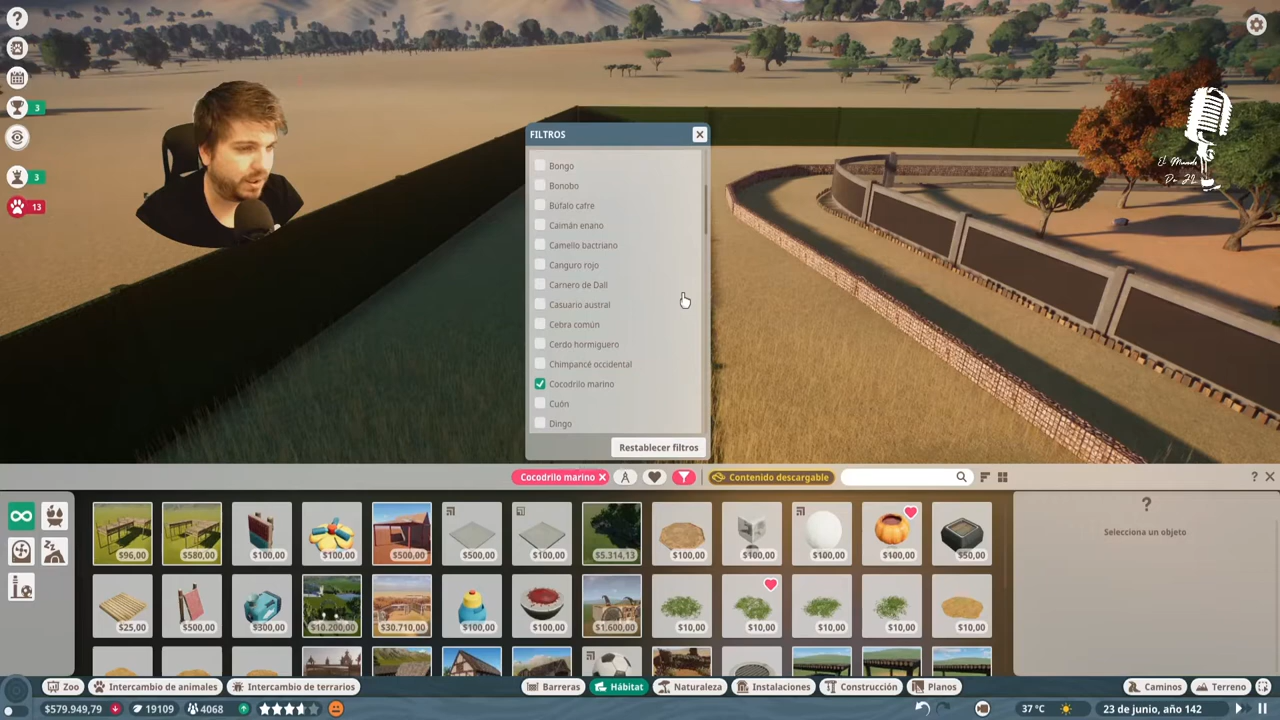 ?
3
3
13
El Mundo
De J2
FILTROS
Bongo
Bonobo
Búfalo cafre
Caimán enano
Camello bactriano
Canguro rojo
Carnero de Dall
Casuario austral
Cebra común
Cerdo hormiguero
Chimpancé occidental
Cocodrilo marino
Cuón
Dingo
Restablecer filtros
Cocodrilo marino
Contenido descargable
?
$96,00 $580,00 $100,00 $100,00 $500,00 $500,00 $100,00 $5.314,13 $100,00 $100,00 $100,00 $100,00 $50,00
?
Selecciona un objeto
$25,00 $500,00 $300,00 $10.200,00 $30.710,00 $100,00 $100,00 $1.600,00 $10,00 $10,00 $10,00 $10,00 $10,00
Zoo Intercambio de animales Intercambio de terrarios Barreras Hábitat Naturaleza Instalaciones Construcción Planos Caminos Terreno
$579.949,79 19109 4068 37 °C 23 de junio, año 142